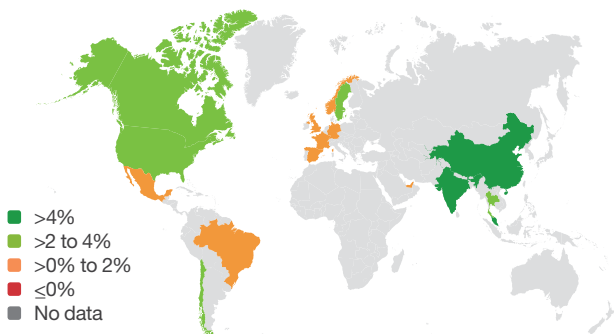 >4%
>2 to 4%
>0% to 2%
≤0%
No data